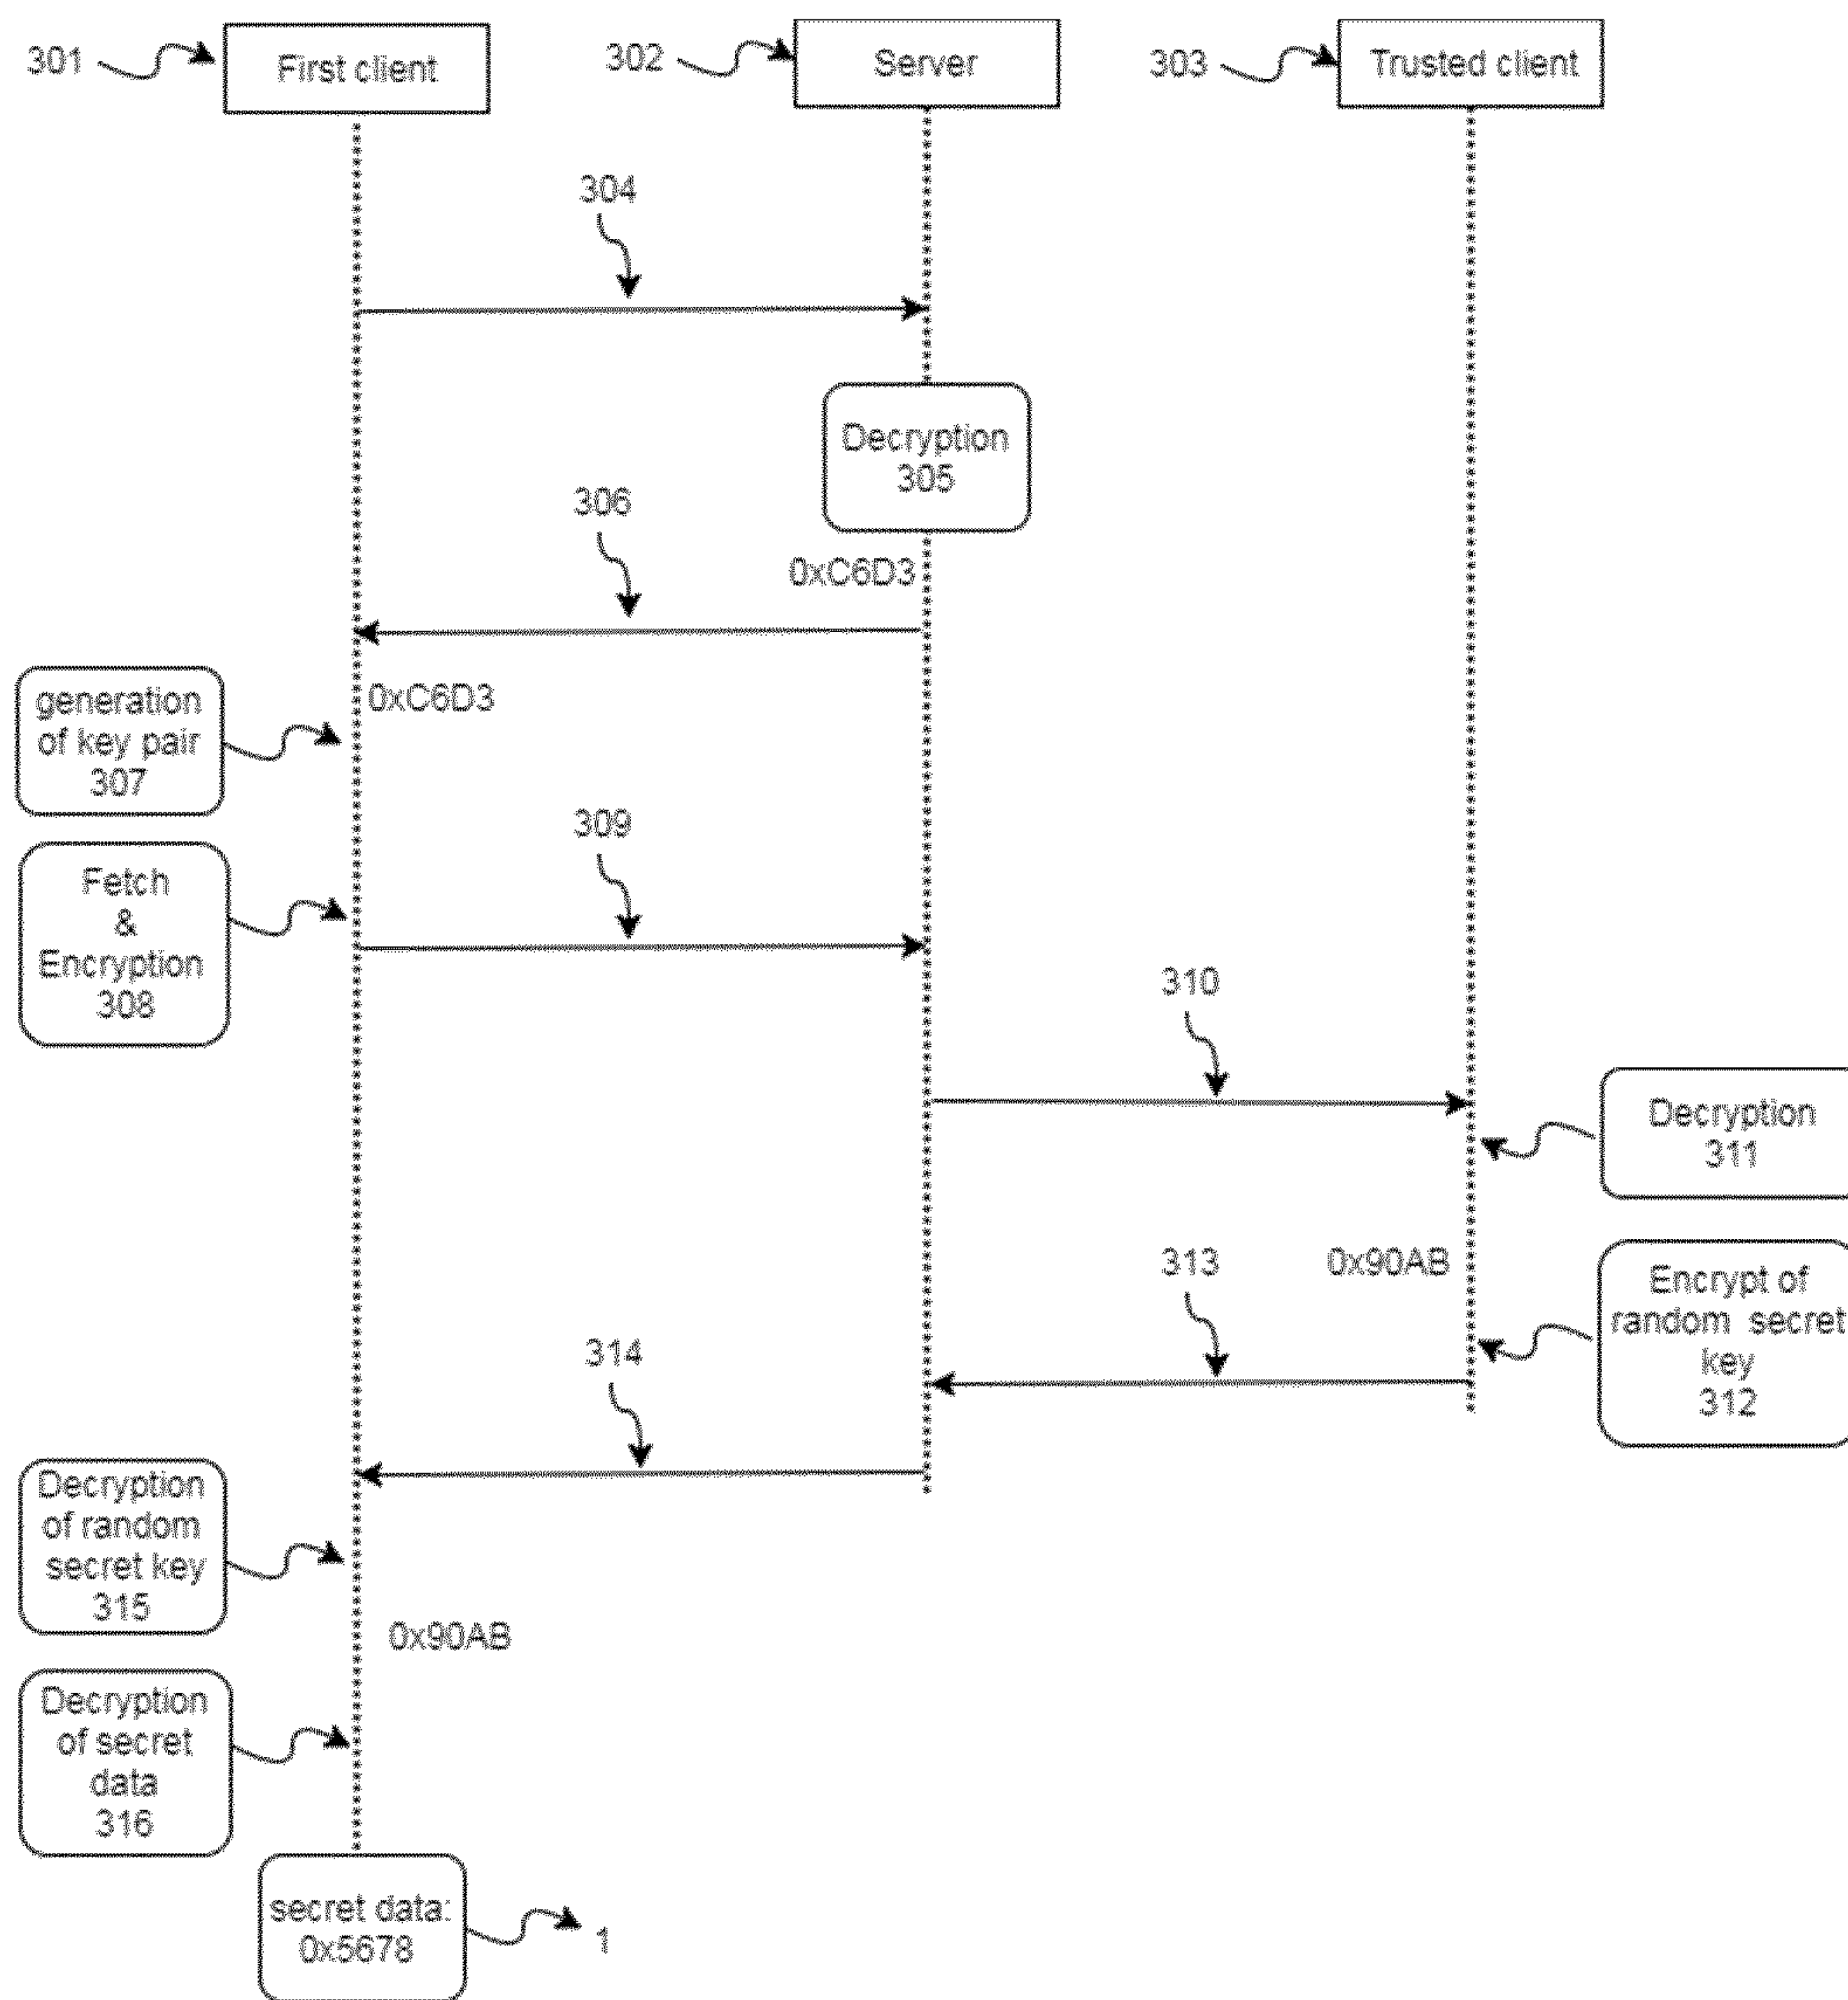 301
First client
302
Server
303
Trusted client
304
Decryption
305
306
0xC6D3
generation
of key pair
307
0xC6D3
309
Fetch
&
Encryption
308
310
Decryption
311
313
0x90AB
Encrypt of
random secret
key
312
314
Decryption
of random
secret key
315
0x90AB
Decryption
of secret
data
316
secret data:
0x5678
1